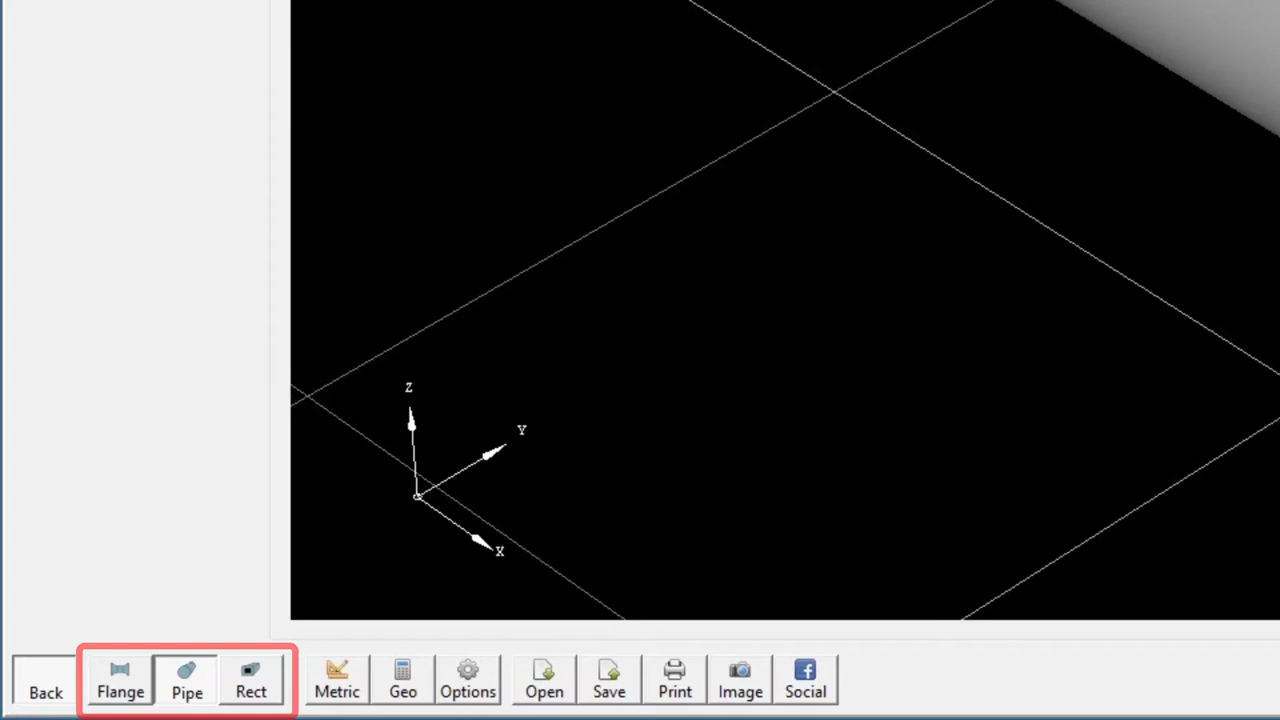 Z
Y
X
Back Flange Pipe Rect Metric Geo Options Open Save Print Image Social